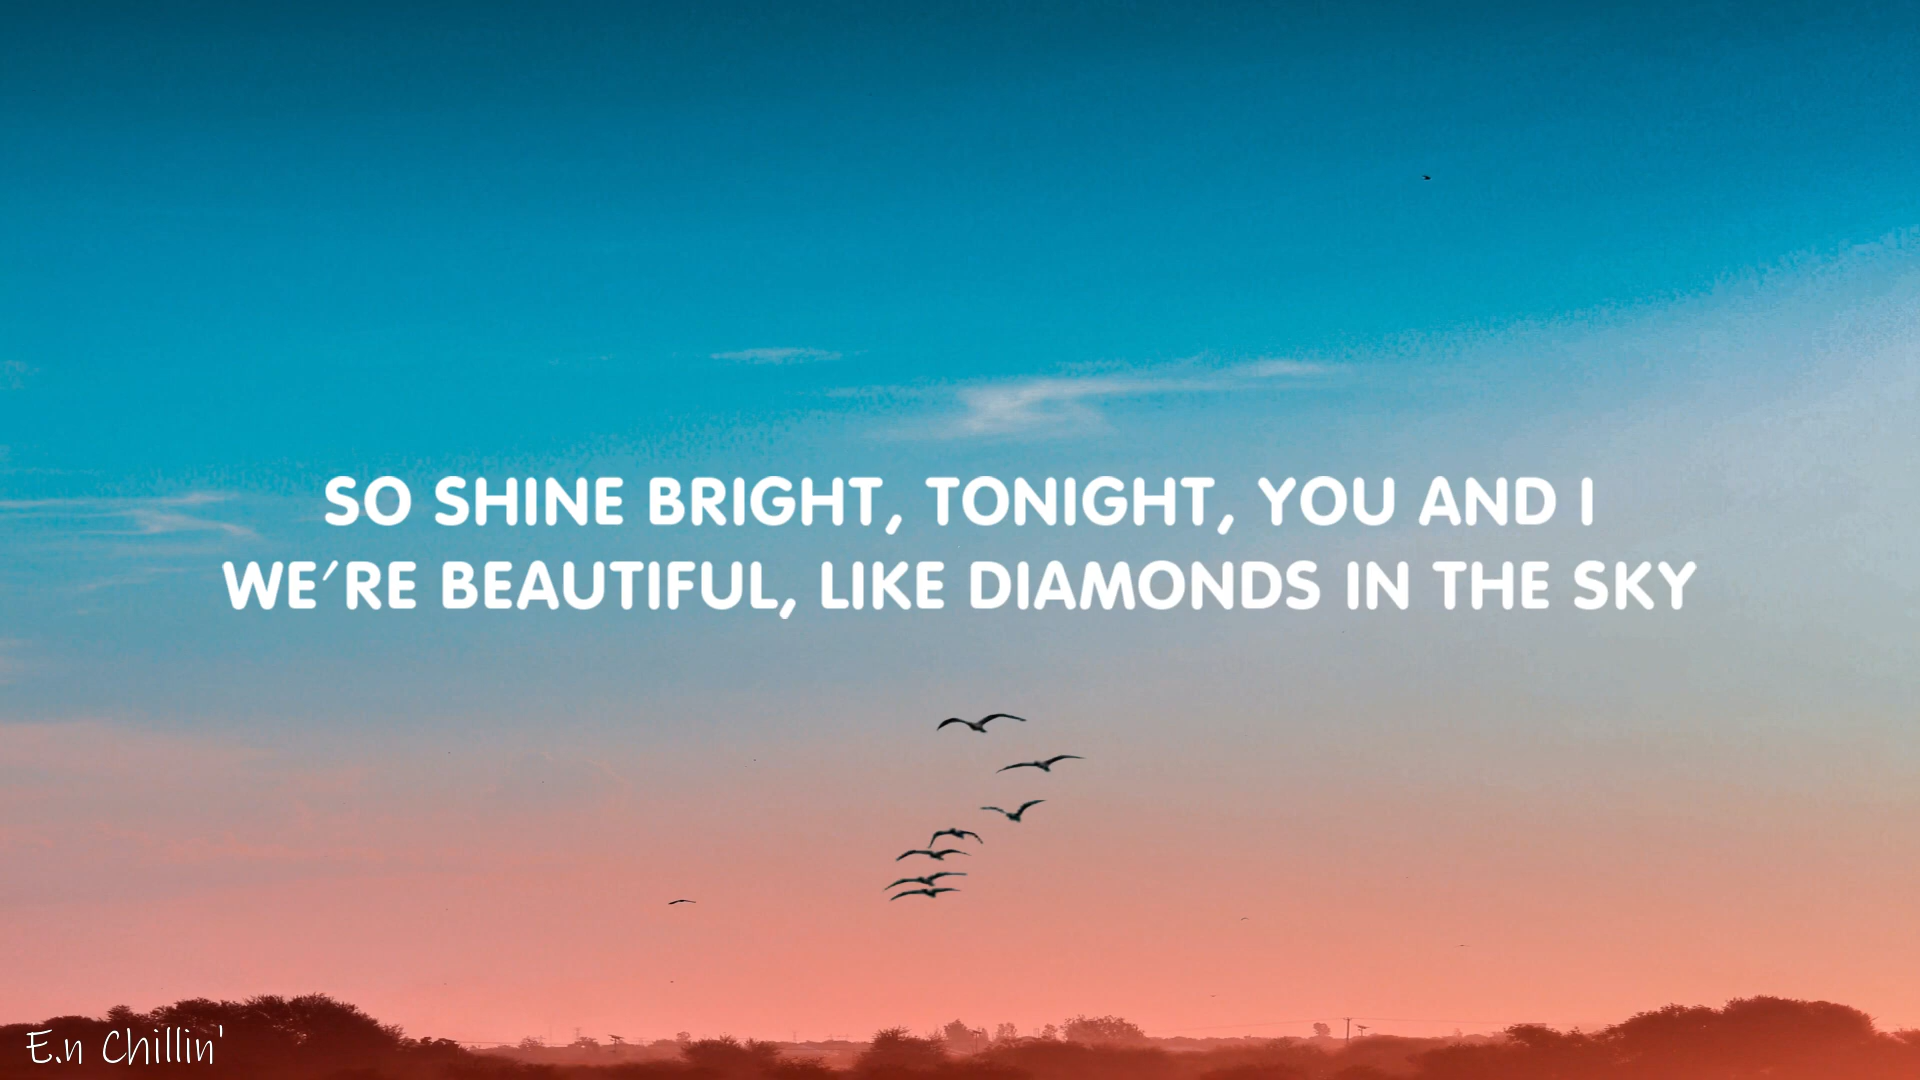 SO SHINE BRIGHT, TONIGHT, YOU AND I
WE'RE BEAUTIFUL, LIKE DIAMONDS IN THE SKY
E.n Chillin'